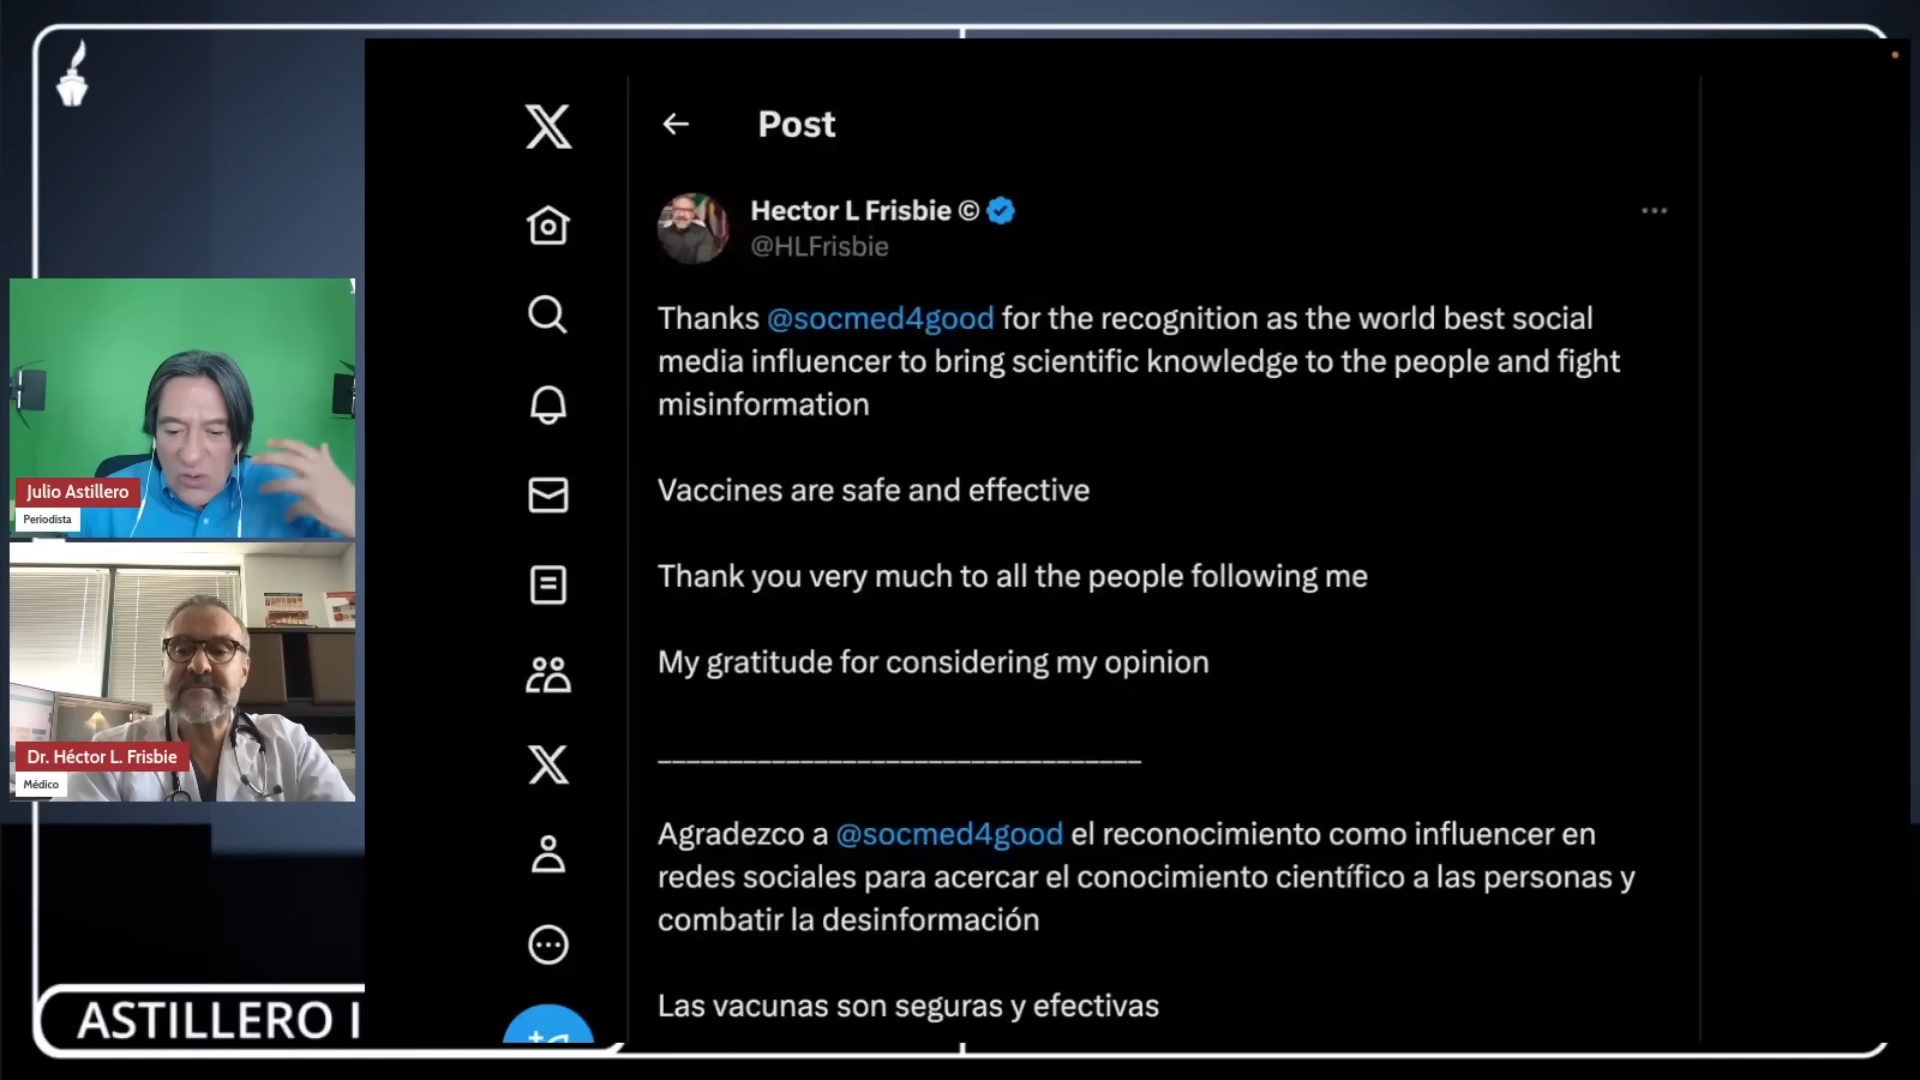 Post
Hector L Frisbie ©
@HLFrisbie
Thanks @socmed4good for the recognition as the world best social
media influencer to bring scientific knowledge to the people and fight
misinformation
Vaccines are safe and effective
Thank you very much to all the people following me
My gratitude for considering my opinion
__________________________________
Agradezco a @socmed4good el reconocimiento como influencer en
redes sociales para acercar el conocimiento científico a las personas y
combatir la desinformación
Las vacunas son seguras y efectivas
Julio Astillero
Periodista
Dr. Héctor L. Frisbie
Médico
ASTILLERO I